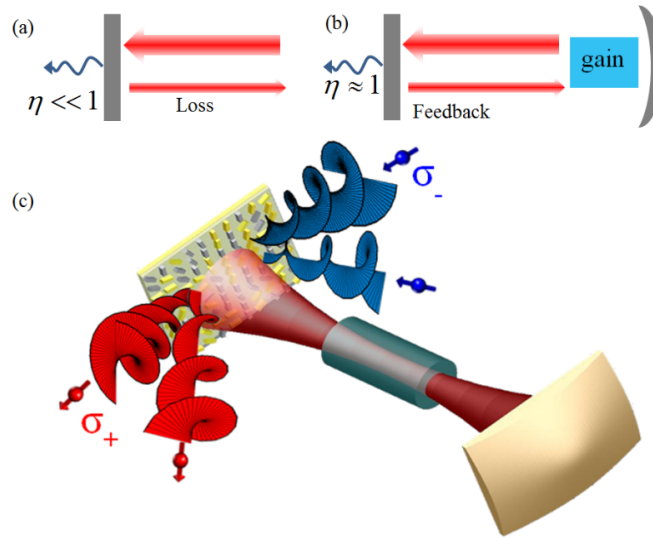 (a)
(b)
gain
η << 1
Loss
η ≈ 1
Feedback
(c)
σ₋
σ₊